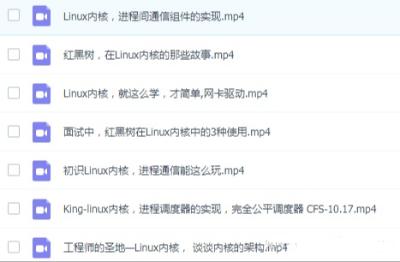 Linux内核，进程间通信组件的实现.mp4
红黑树，在Linux内核的那些故事.mp4
Linux内核，就这么学，才简单,网卡驱动.mp4
面试中，红黑树在Linux内核中的3种使用.mp4
初识Linux内核，进程通信能这么玩.mp4
King-linux内核，进程调度器的实现，完全公平调度器 CFS-10.17.mp4
工程师的圣地—Linux内核， 谈谈内核的架构.mp4